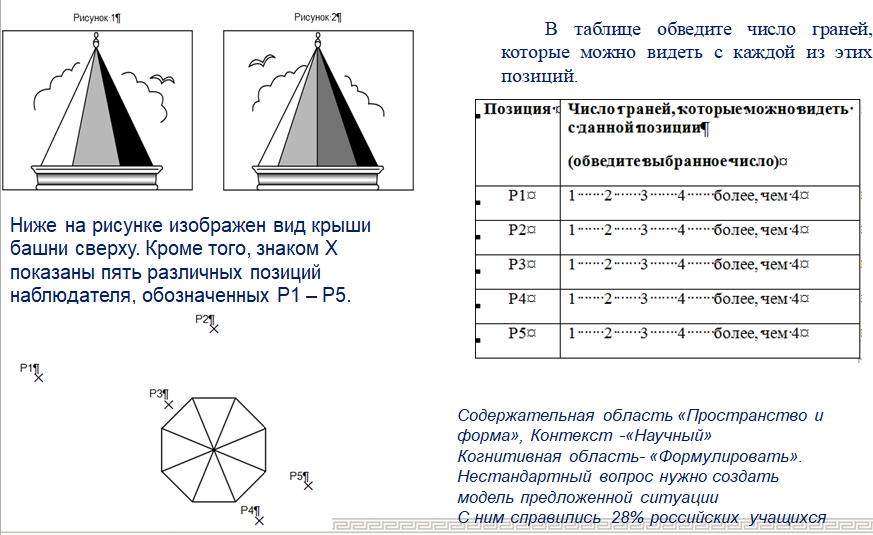 Рисунок·1¶
Рисунок·2¶
В таблице обведите число граней,
которые можно видеть с каждой из этих
позиций.
Позиция·¤
Число·граней,·которые·можно·видеть·
с·данной·позиции¶
(обведите·выбранное·число)¤
P1¤ 1·······2·······3·······4·······более,·чем·4¤
P2¤ 1·······2·······3·······4·······более,·чем·4¤
P3¤ 1·······2·······3·······4·······более,·чем·4¤
P4¤ 1·······2·······3·······4·······более,·чем·4¤
P5¤ 1·······2·······3·······4·······более,·чем·4¤
Ниже на рисунке изображен вид крыши
башни сверху. Кроме того, знаком X
показаны пять различных позиций
наблюдателя, обозначенных P1 – P5.
P2¶
P1¶
P3¶
P5¶
P4¶
Содержательная область «Пространство и
форма», Контекст -«Научный»
Когнитивная область- «Формулировать».
Нестандартный вопрос нужно создать
модель предложенной ситуации
С ним справились 28% российских учащихся